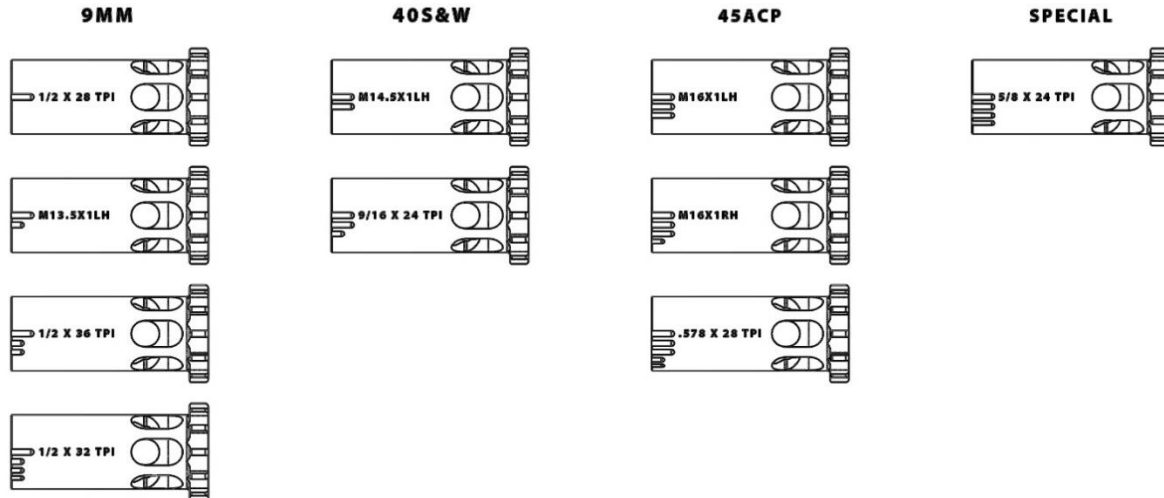 9MM
40S&W
45ACP
SPECIAL
1/2 X 28 TPI
M14.5X1LH
M16X1LH
5/8 X 24 TPI
M13.5X1LH
9/16 X 24 TPI
M16X1RH
1/2 X 36 TPI
.578 X 28 TPI
1/2 X 32 TPI